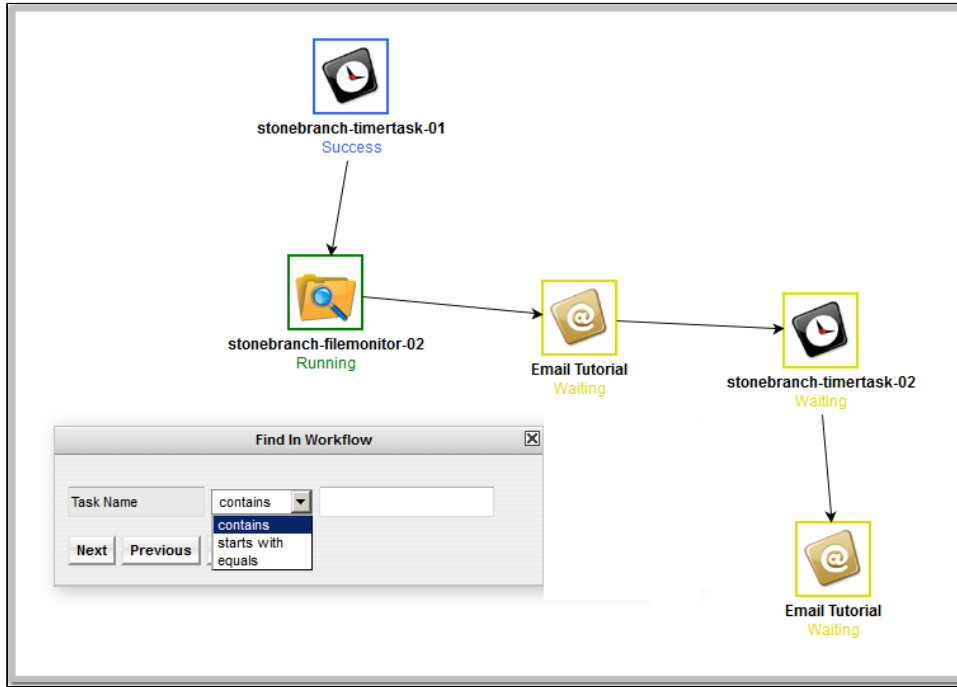 stonebranch-timertask-01
Success
stonebranch-filemonitor-02
Running
Email Tutorial
Waiting
stonebranch-timertask-02
Waiting
Find In Workflow
Task Name
contains
contains
starts with
equals
Next
Previous
Email Tutorial
Waiting